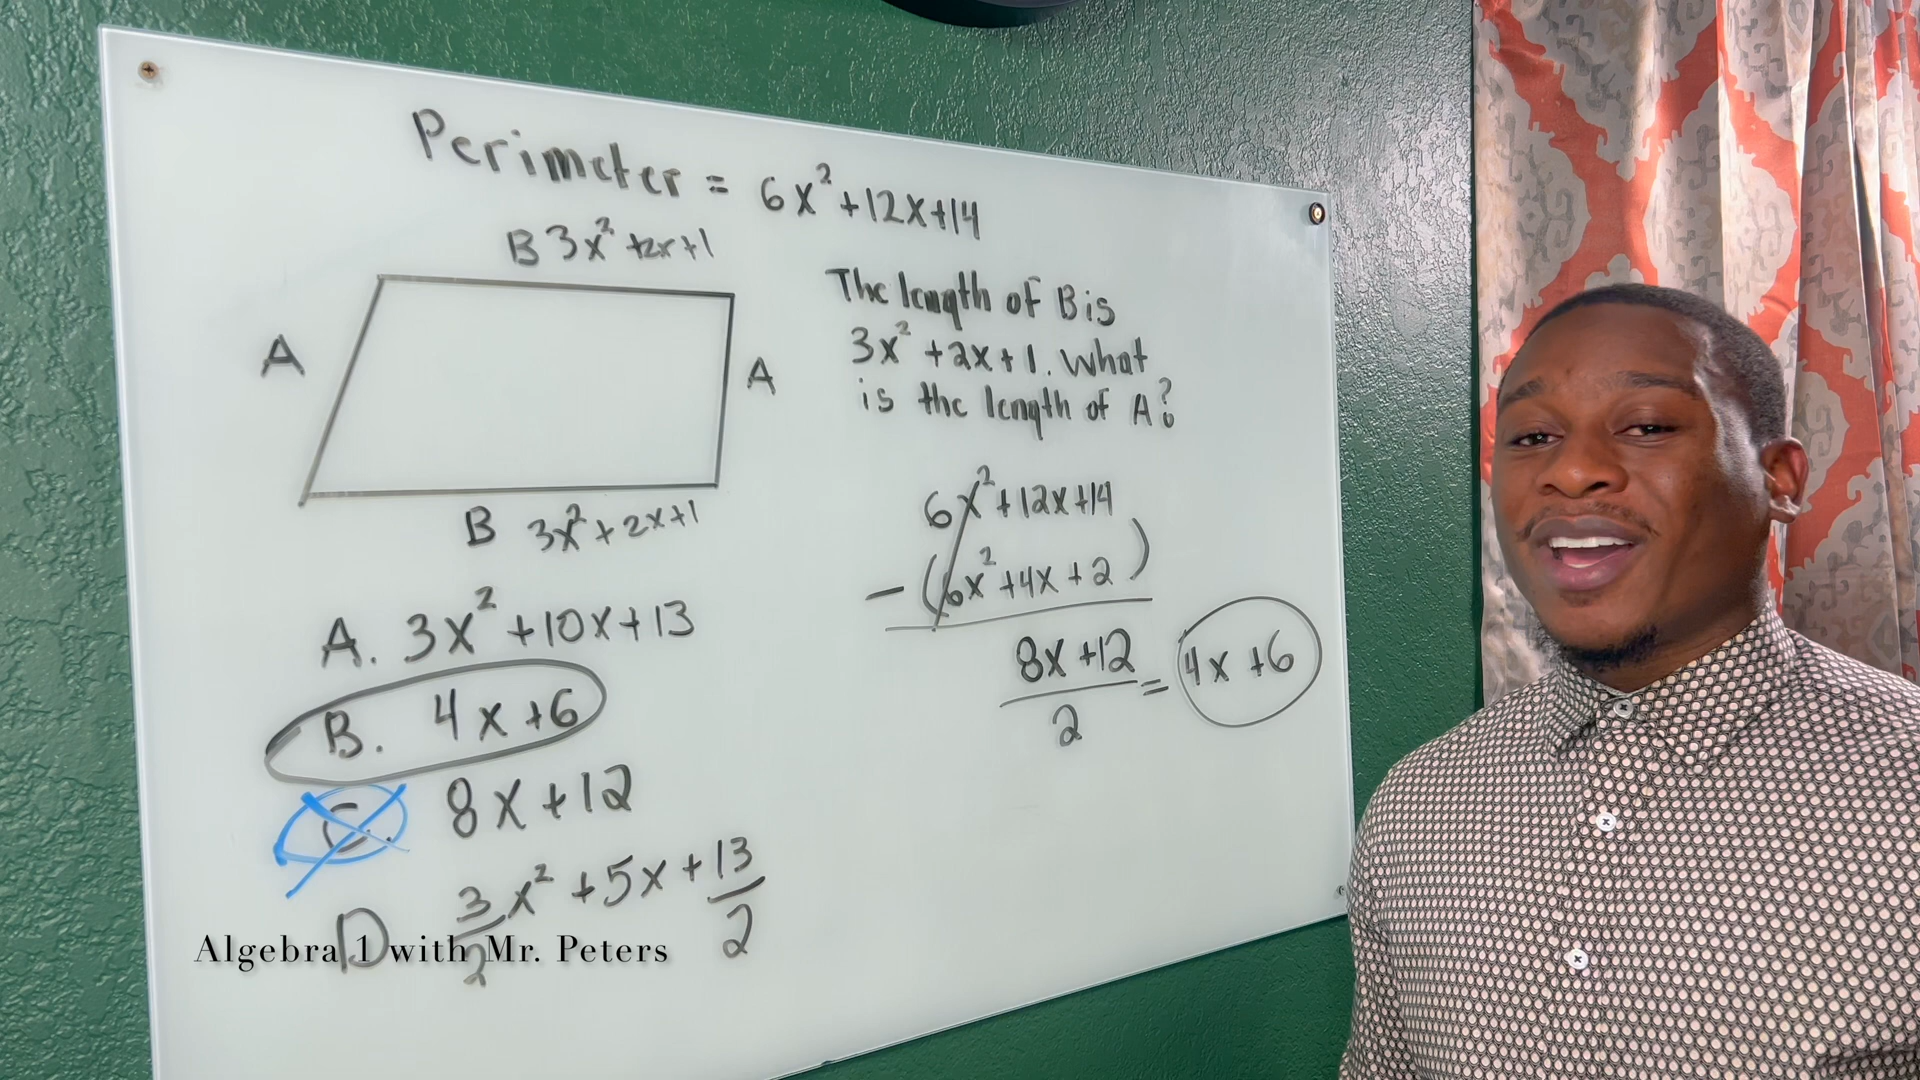 Perimeter = 6x²+12x+14
B 3x²+2x+1
A
A
B 3x²+2x+1
The length of B is
3x²+2x+1. What
is the length of A?
6x²+12x+14
- (6x²+4x+2)
8x+12
2
= 4x+6
A. 3x²+10x+13
B. 4x+6
C. 8x+12
D 3/2x²+5x+13/2
Algebra 1 with Mr. Peters